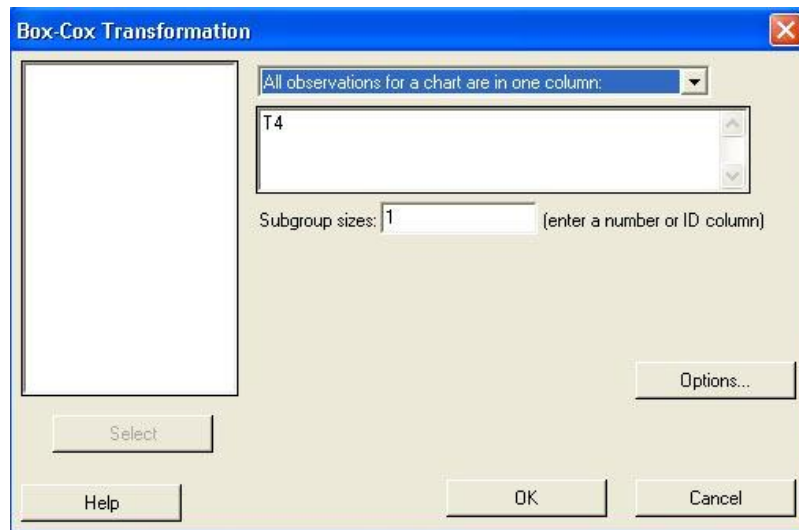 Box-Cox Transformation
All observations for a chart are in one column:
T4
Subgroup sizes: 1 (enter a number or ID column)
Options...
Select
Help OK Cancel